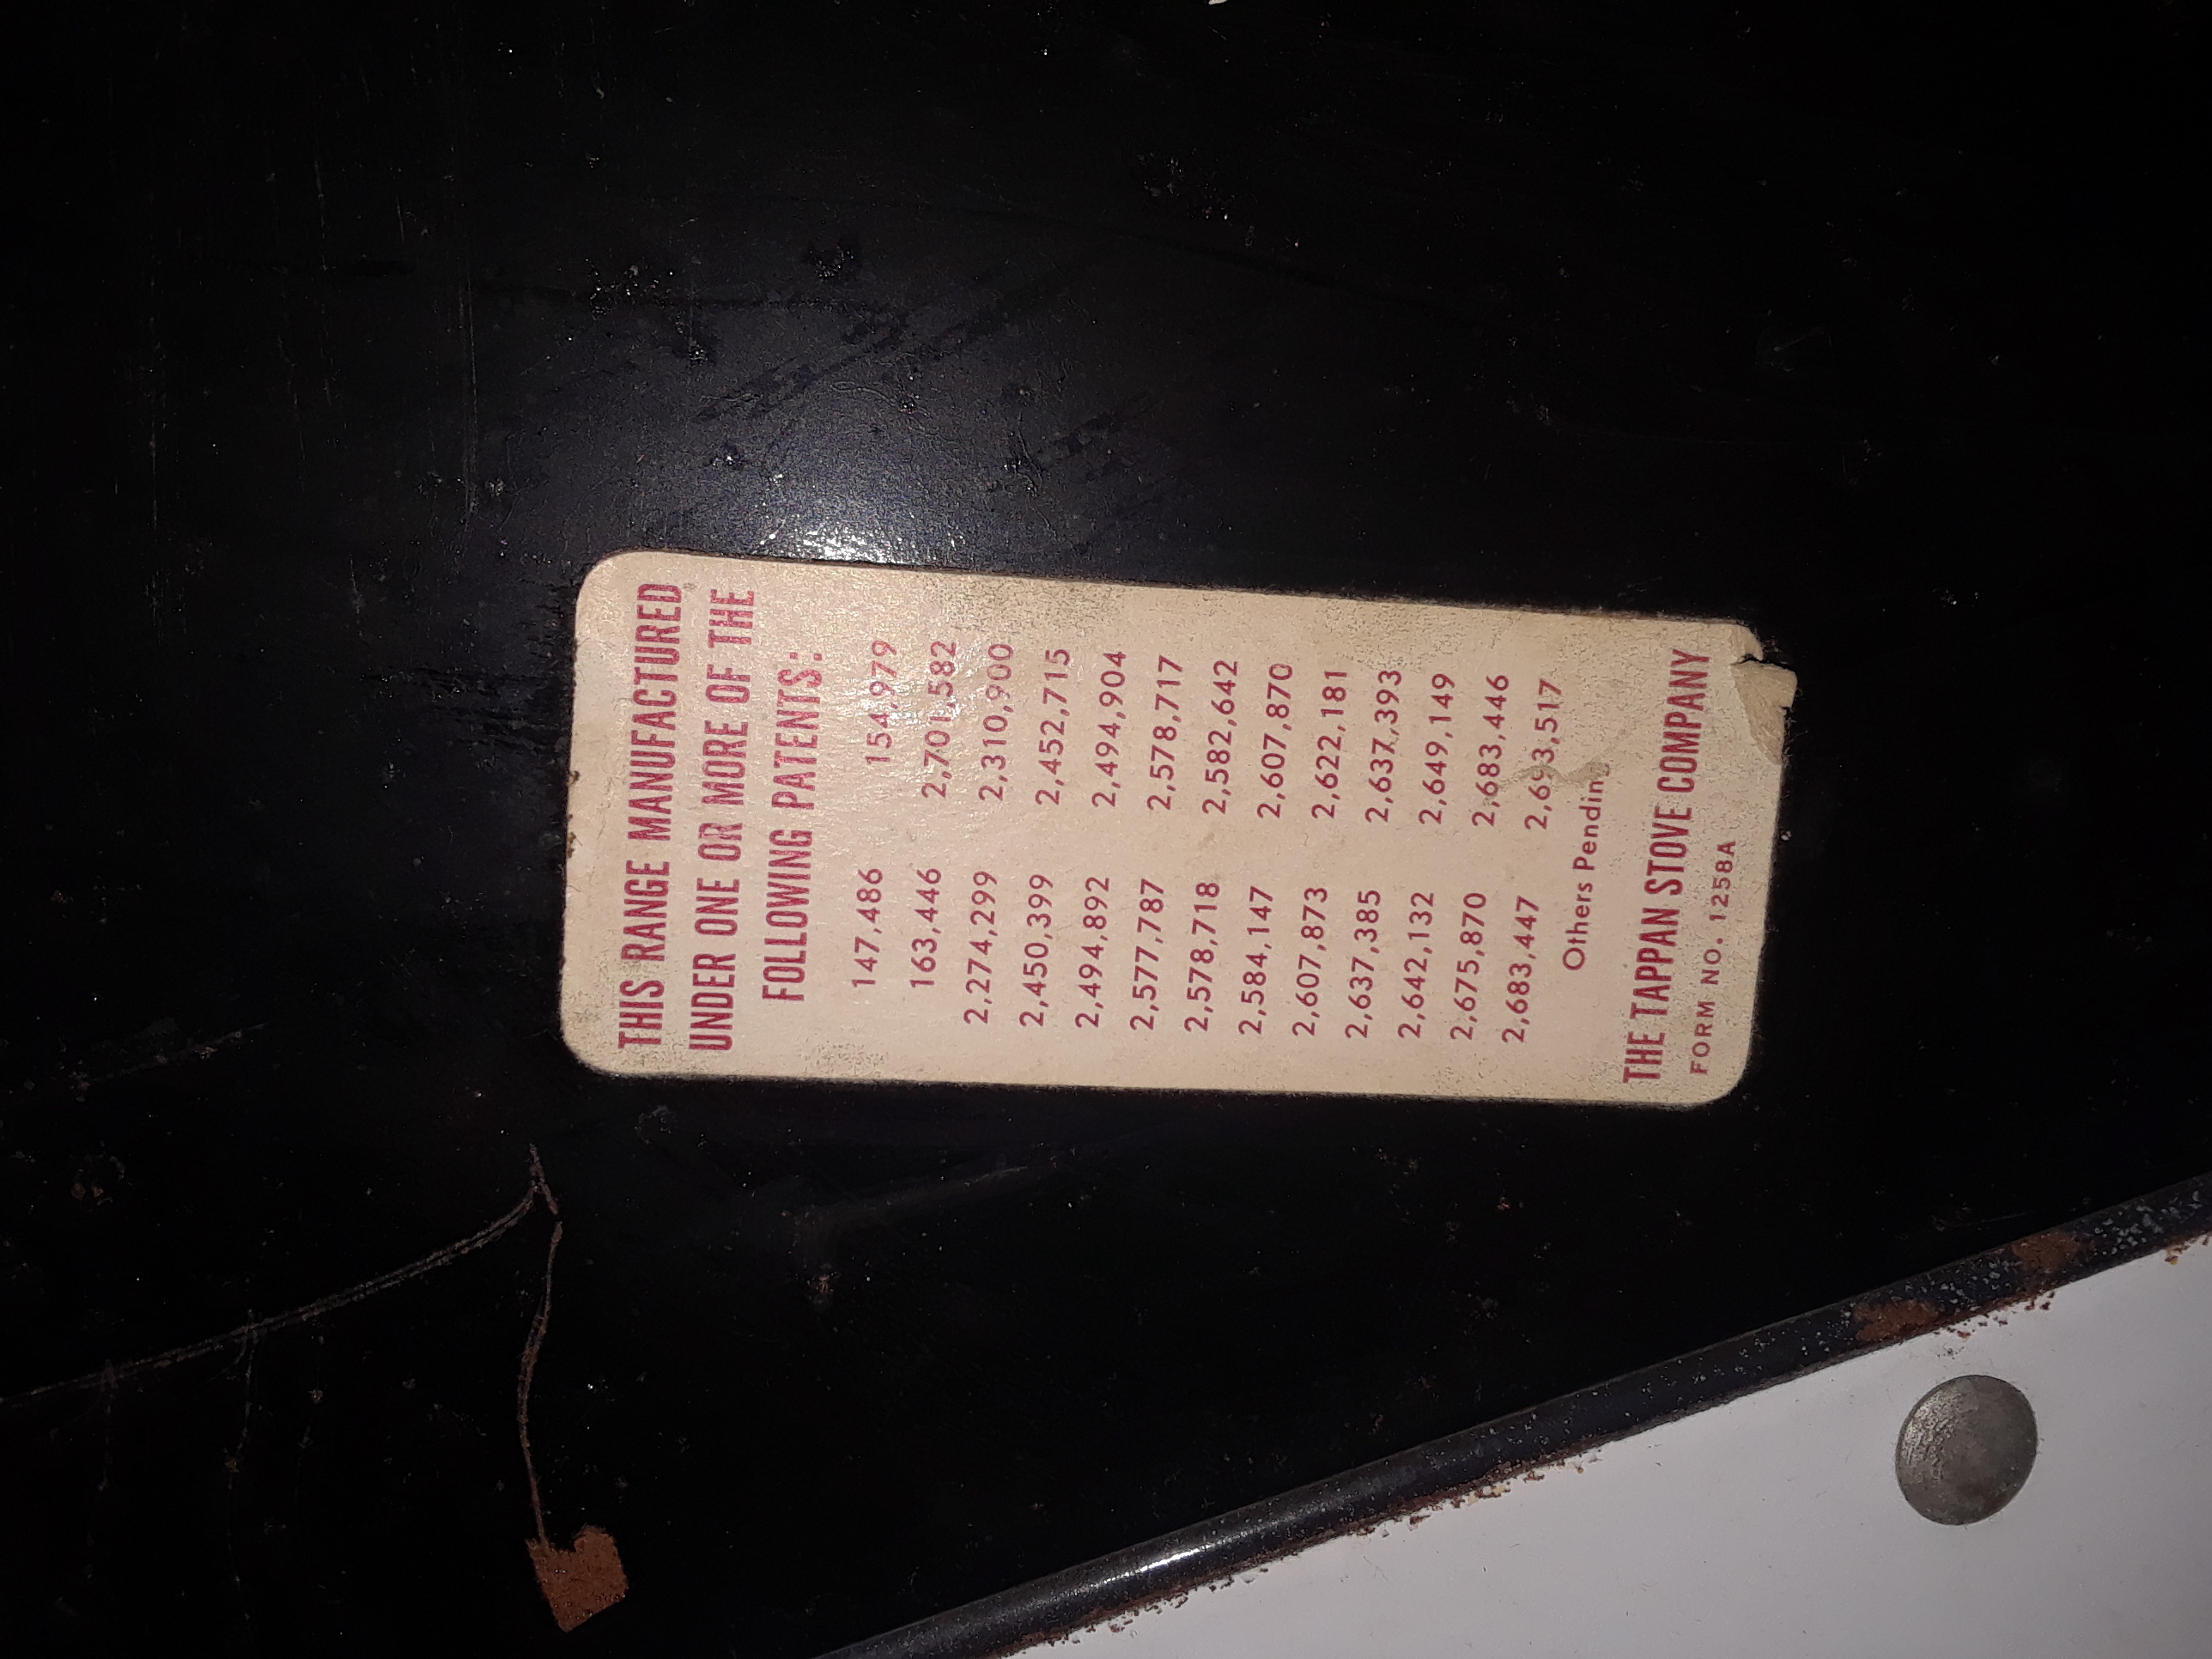 THIS RANGE MANUFACTURED
UNDER ONE OR MORE OF THE
FOLLOWING PATENTS:
147,486 154,979
163,446 2,701,582
2,274,299 2,310,900
2,450,399 2,452,715
2,494,892 2,494,904
2,577,787 2,578,717
2,578,718 2,582,642
2,584,147 2,607,870
2,607,873 2,622,181
2,637,385 2,637,393
2,642,132 2,649,149
2,675,870 2,683,446
2,683,447 2,693,517
Others Pending
THE TAPPAN STOVE COMPANY
FORM NO. 1258A